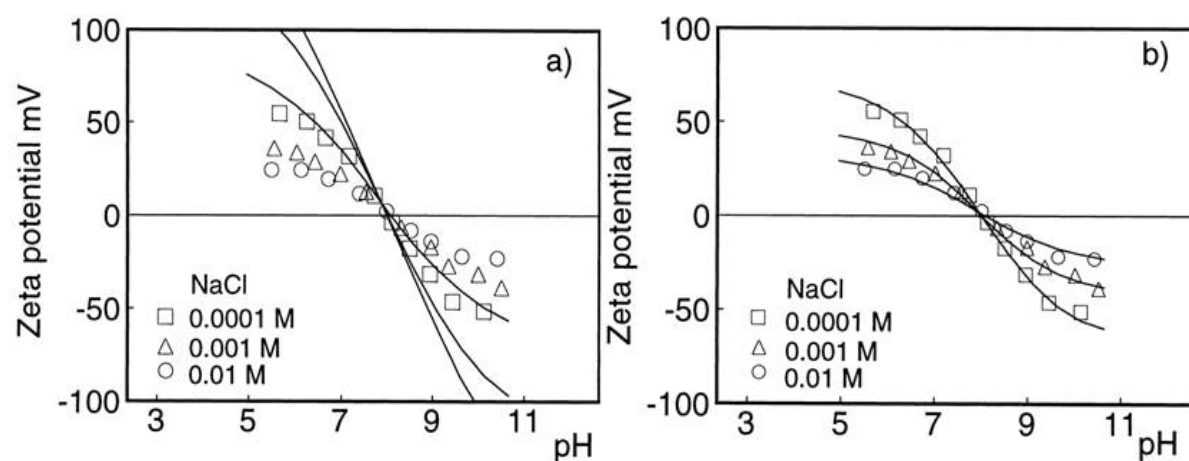 a)
Zeta potential mV
100
50
0
-50
-100
NaCl
□ 0.0001 M
△ 0.001 M
○ 0.01 M
3 5 7 9 11
pH
b)
Zeta potential mV
100
50
0
-50
-100
NaCl
□ 0.0001 M
△ 0.001 M
○ 0.01 M
3 5 7 9 11
pH